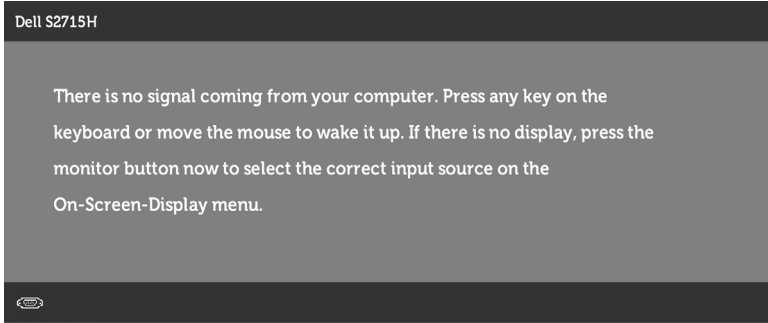 Dell S2715H
There is no signal coming from your computer. Press any key on the
keyboard or move the mouse to wake it up. If there is no display, press the
monitor button now to select the correct input source on the
On-Screen-Display menu.